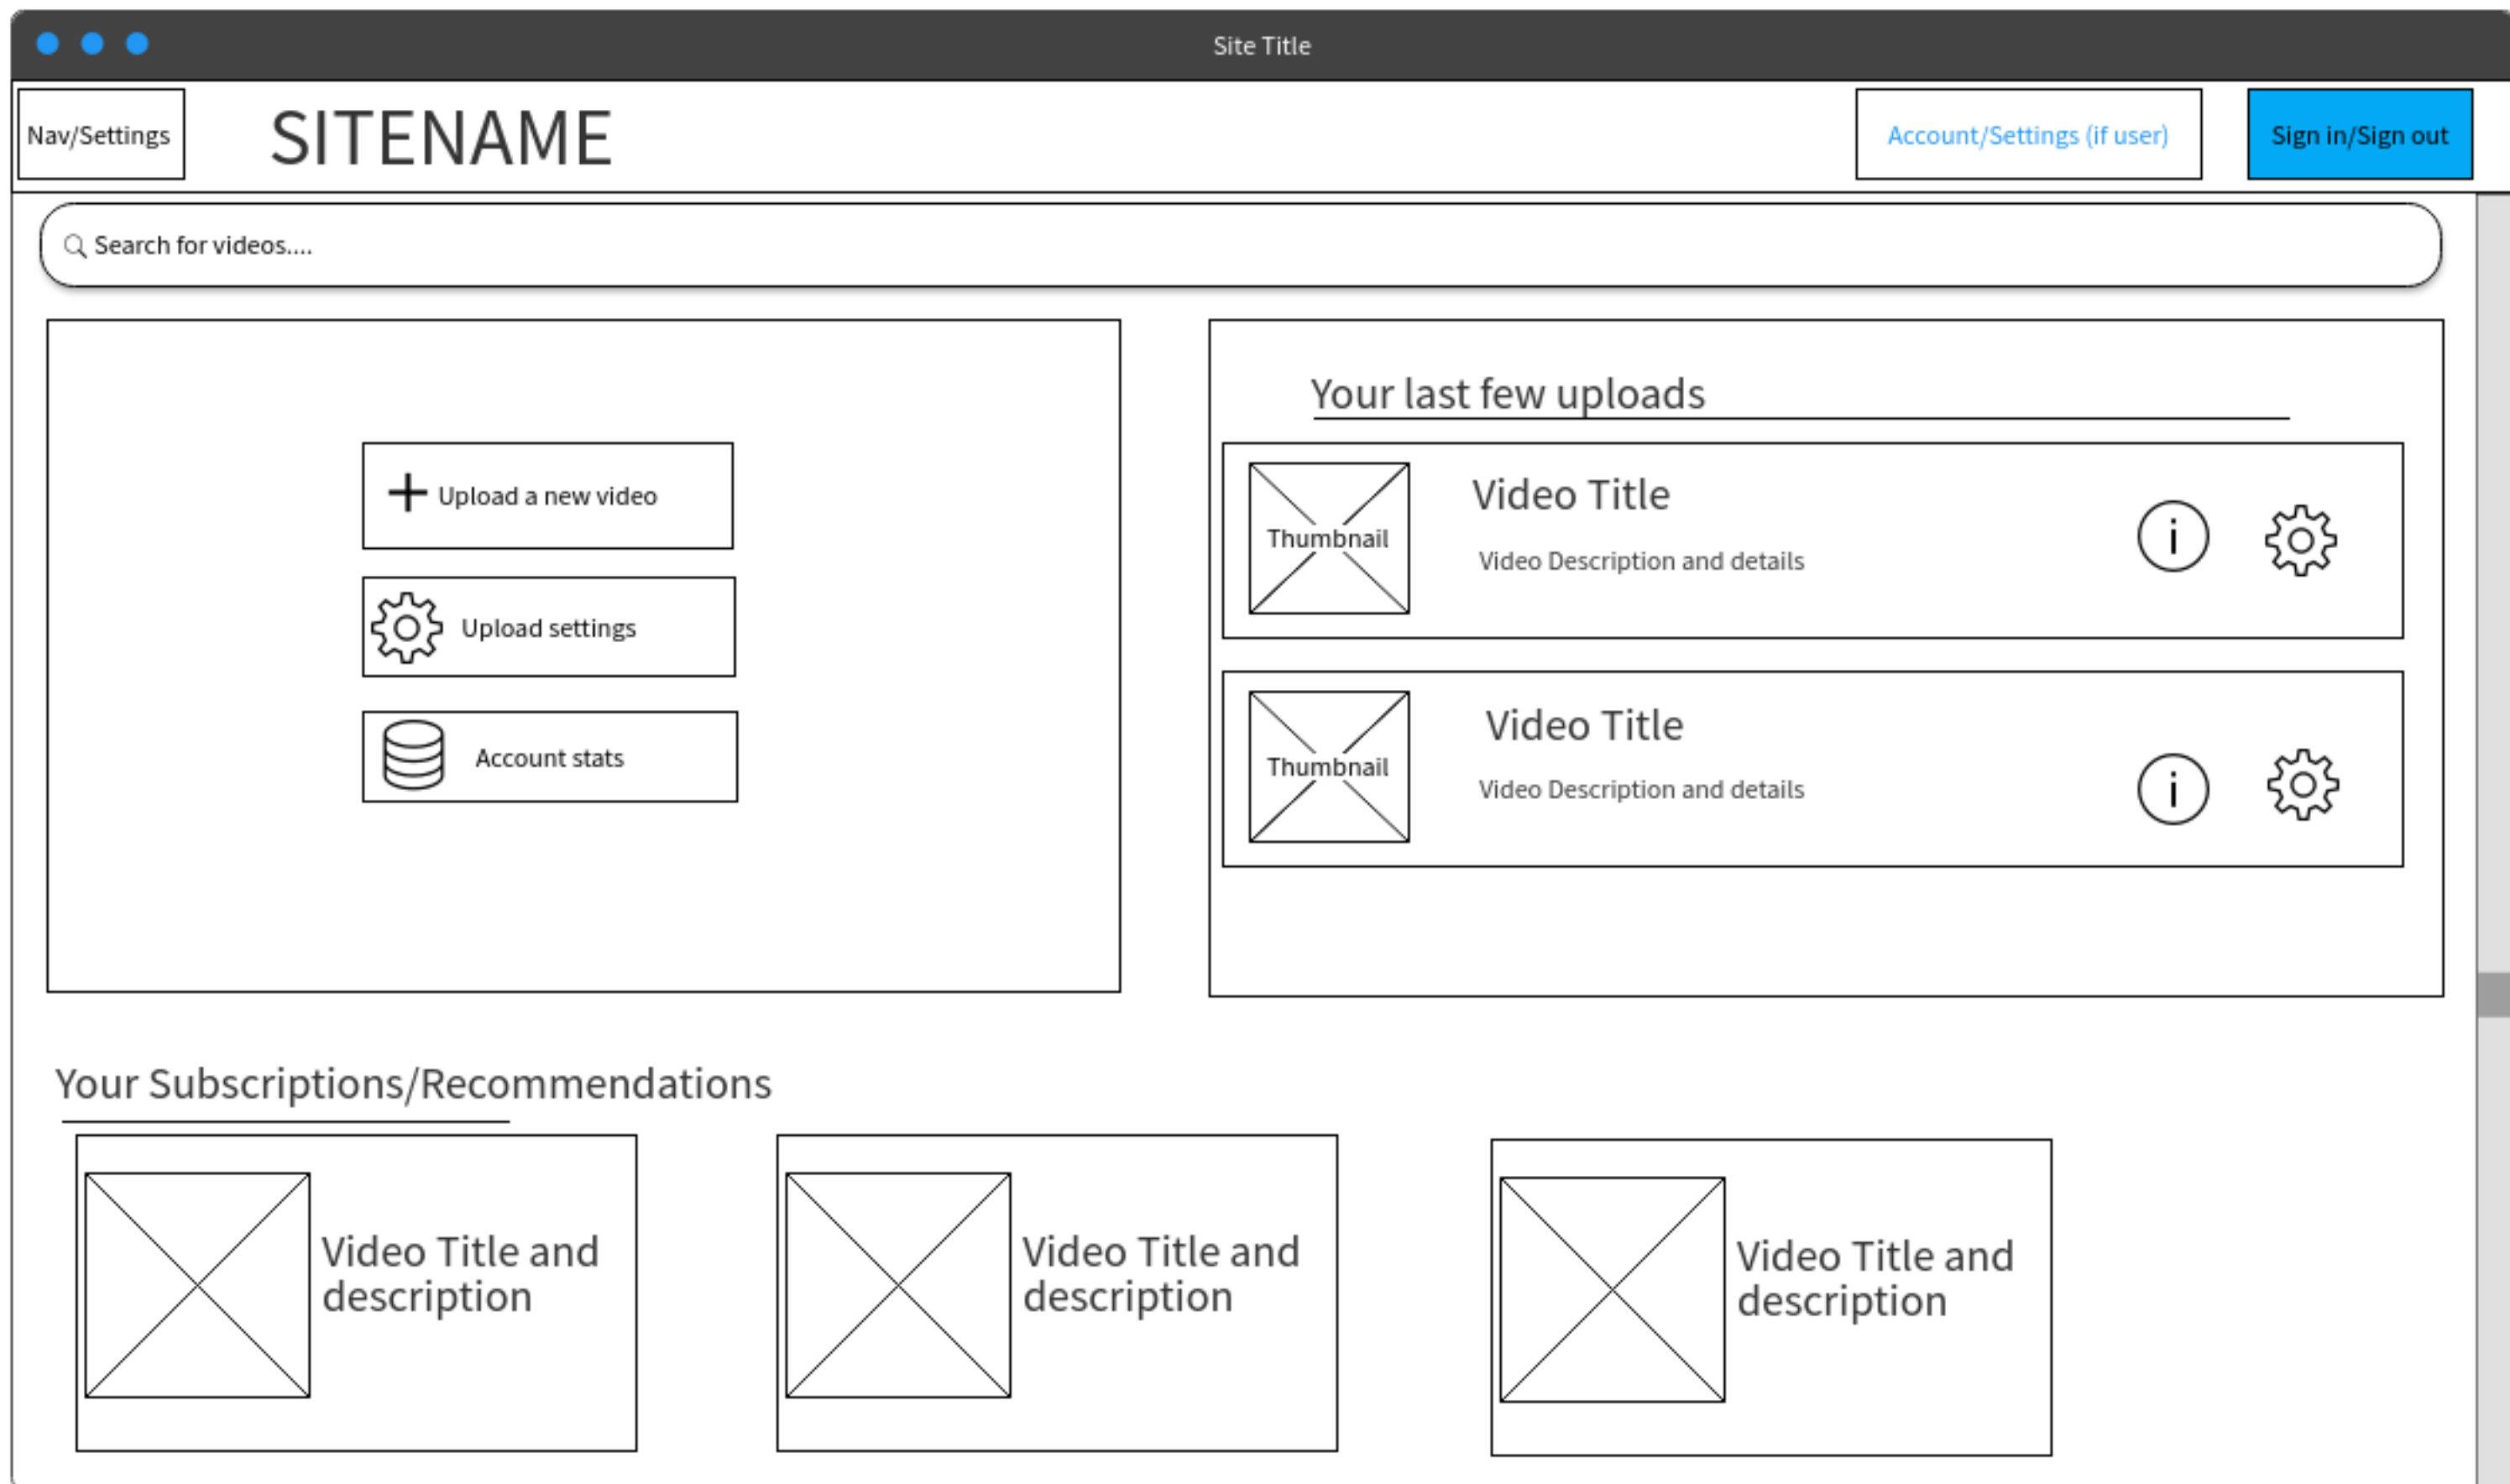 Site Title
Nav/Settings
SITENAME
Account/Settings (if user)
Sign in/Sign out
Search for videos....
Upload a new video
Upload settings
Account stats
Your last few uploads
Thumbnail
Video Title
Video Description and details
i
Thumbnail
Video Title
Video Description and details
i
Your Subscriptions/Recommendations
Video Title and
description
Video Title and
description
Video Title and
description